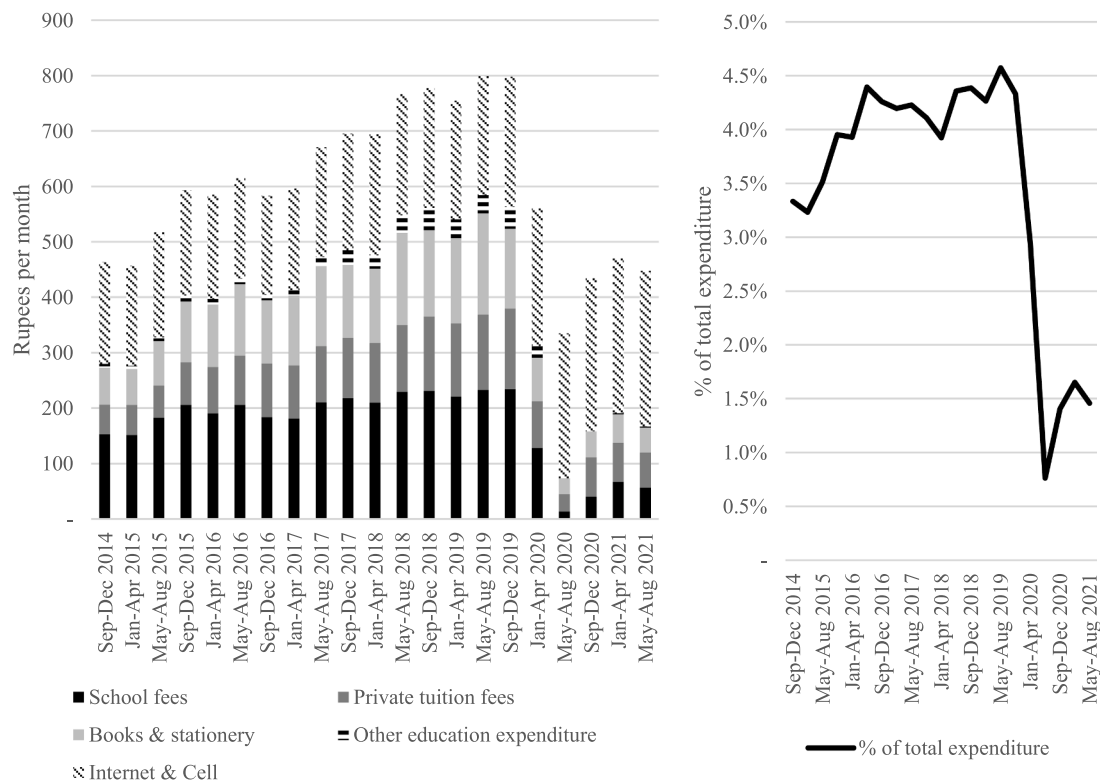 900
800
700
600
500
400
300
200
100
-
Rupees per month
Sep-Dec 2014
Jan-Apr 2015
May-Aug 2015
Sep-Dec 2015
Jan-Apr 2016
May-Aug 2016
Sep-Dec 2016
Jan-Apr 2017
May-Aug 2017
Sep-Dec 2017
Jan-Apr 2018
May-Aug 2018
Sep-Dec 2018
Jan-Apr 2019
May-Aug 2019
Sep-Dec 2019
Jan-Apr 2020
May-Aug 2020
Sep-Dec 2020
Jan-Apr 2021
May-Aug 2021
School fees
Private tuition fees
Books & stationery
Other education expenditure
Internet & Cell
5.0%
4.5%
4.0%
3.5%
3.0%
2.5%
2.0%
1.5%
1.0%
0.5%
-
% of total expenditure
Sep-Dec 2014
May-Aug 2015
Jan-Apr 2016
Sep-Dec 2016
May-Aug 2017
Jan-Apr 2018
Sep-Dec 2018
May-Aug 2019
Jan-Apr 2020
Sep-Dec 2020
May-Aug 2021
% of total expenditure